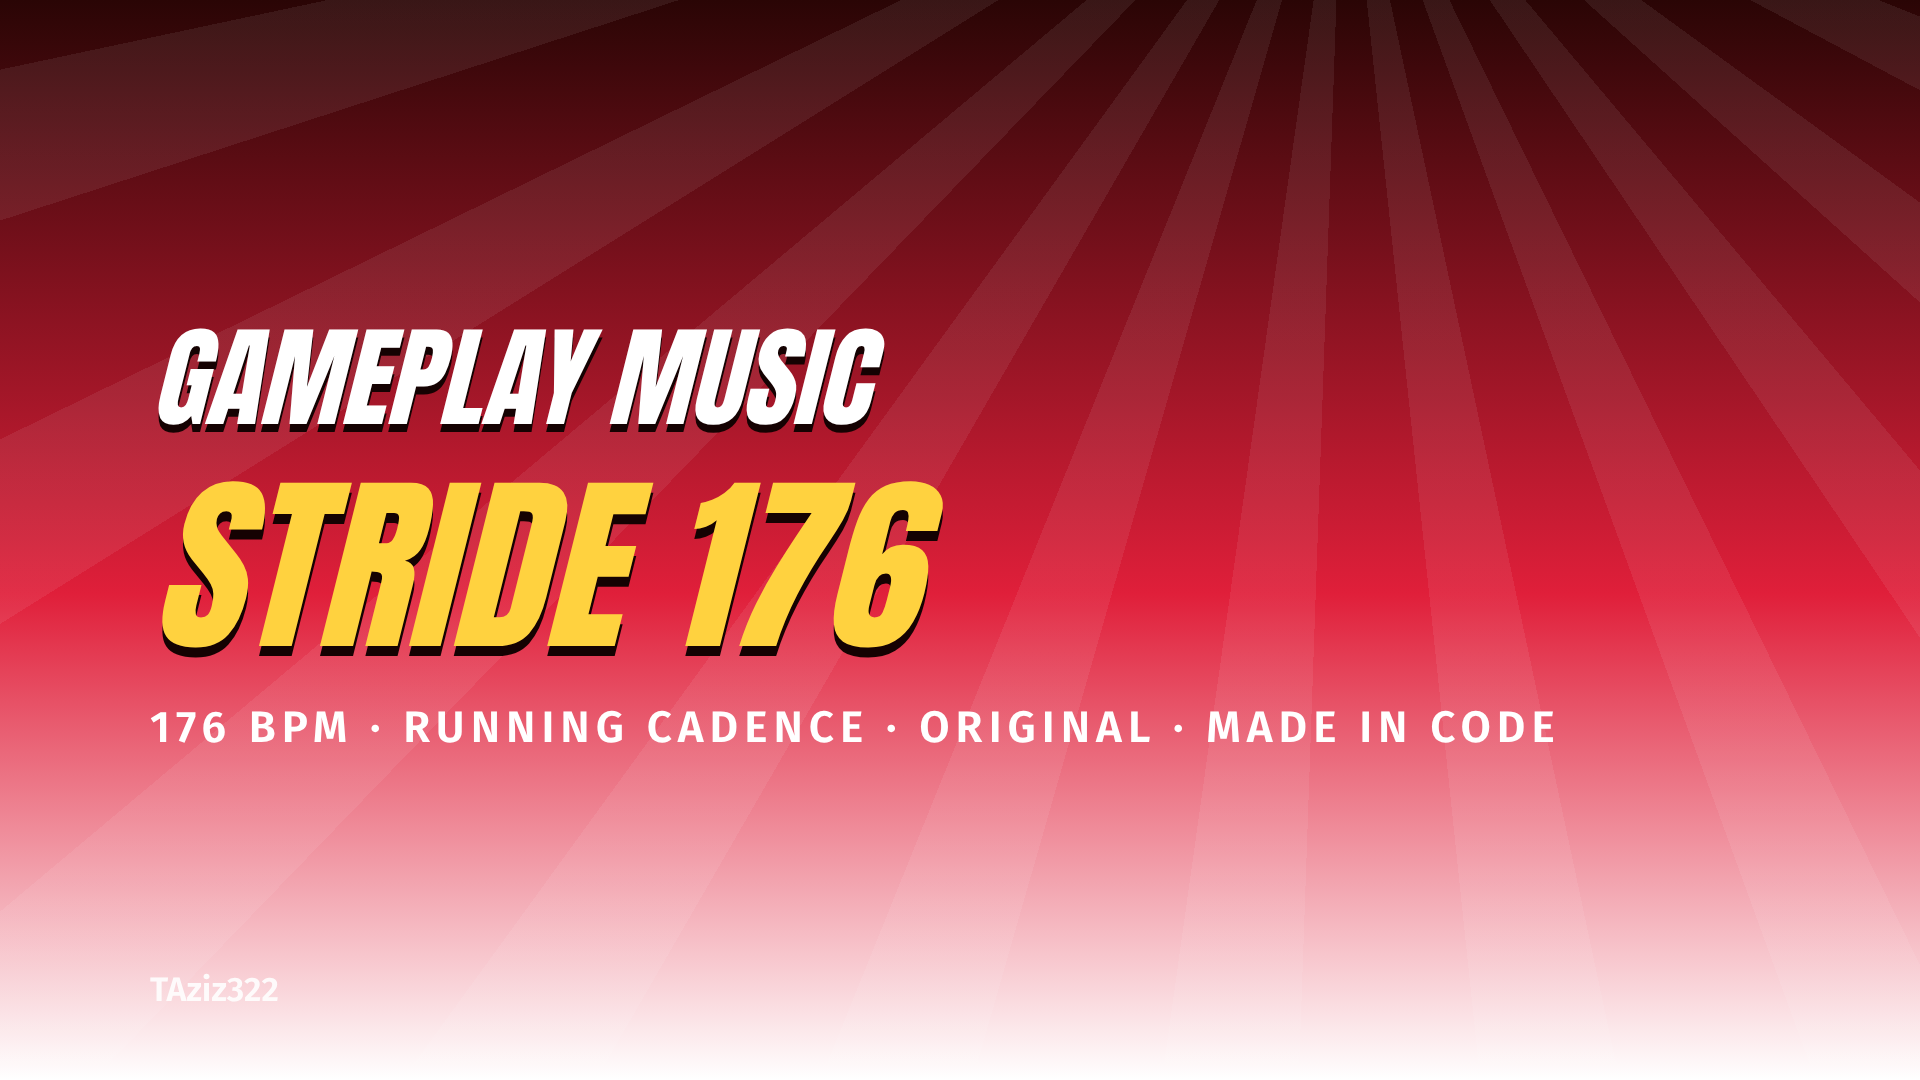 GAMEPLAY MUSIC
STRIDE 176
176 BPM · RUNNING CADENCE · ORIGINAL · MADE IN CODE
TAziz322